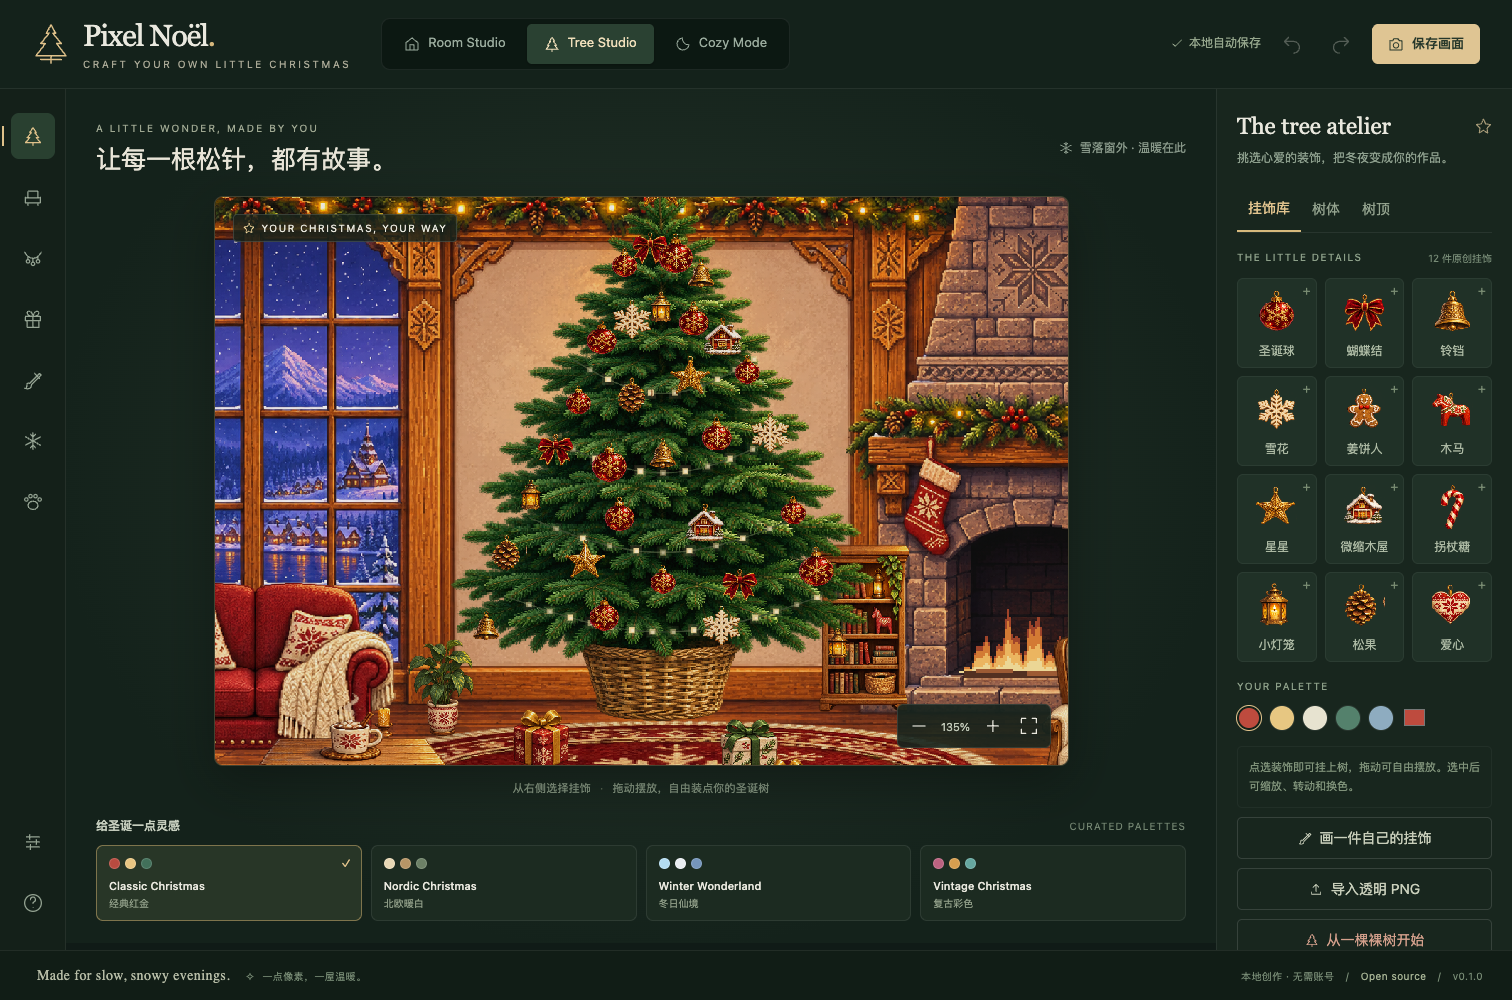 Pixel Noël.
CRAFT YOUR OWN LITTLE CHRISTMAS
Room Studio
Tree Studio
Cozy Mode
本地自动保存
保存画面
A LITTLE WONDER, MADE BY YOU
让每一根松针，都有故事。
雪落窗外 · 温暖在此
YOUR CHRISTMAS, YOUR WAY
135%
从右侧选择挂饰 · 拖动摆放，自由装点你的圣诞树
给圣诞一点灵感
CURATED PALETTES
Classic Christmas
经典红金
Nordic Christmas
北欧暖白
Winter Wonderland
冬日仙境
Vintage Christmas
复古彩色
The tree atelier
挑选心爱的装饰，把冬夜变成你的作品。
挂饰库
树体
树顶
THE LITTLE DETAILS
12 件原创挂饰
圣诞球
蝴蝶结
铃铛
雪花
姜饼人
木马
星星
微缩木屋
拐杖糖
小灯笼
松果
爱心
YOUR PALETTE
点选装饰即可挂上树，拖动可自由摆放。选中后
可缩放、转动和换色。
画一件自己的挂饰
导入透明 PNG
从一棵裸树开始
Made for slow, snowy evenings.
一点像素，一屋温暖。
本地创作 · 无需账号 / Open source / v0.1.0